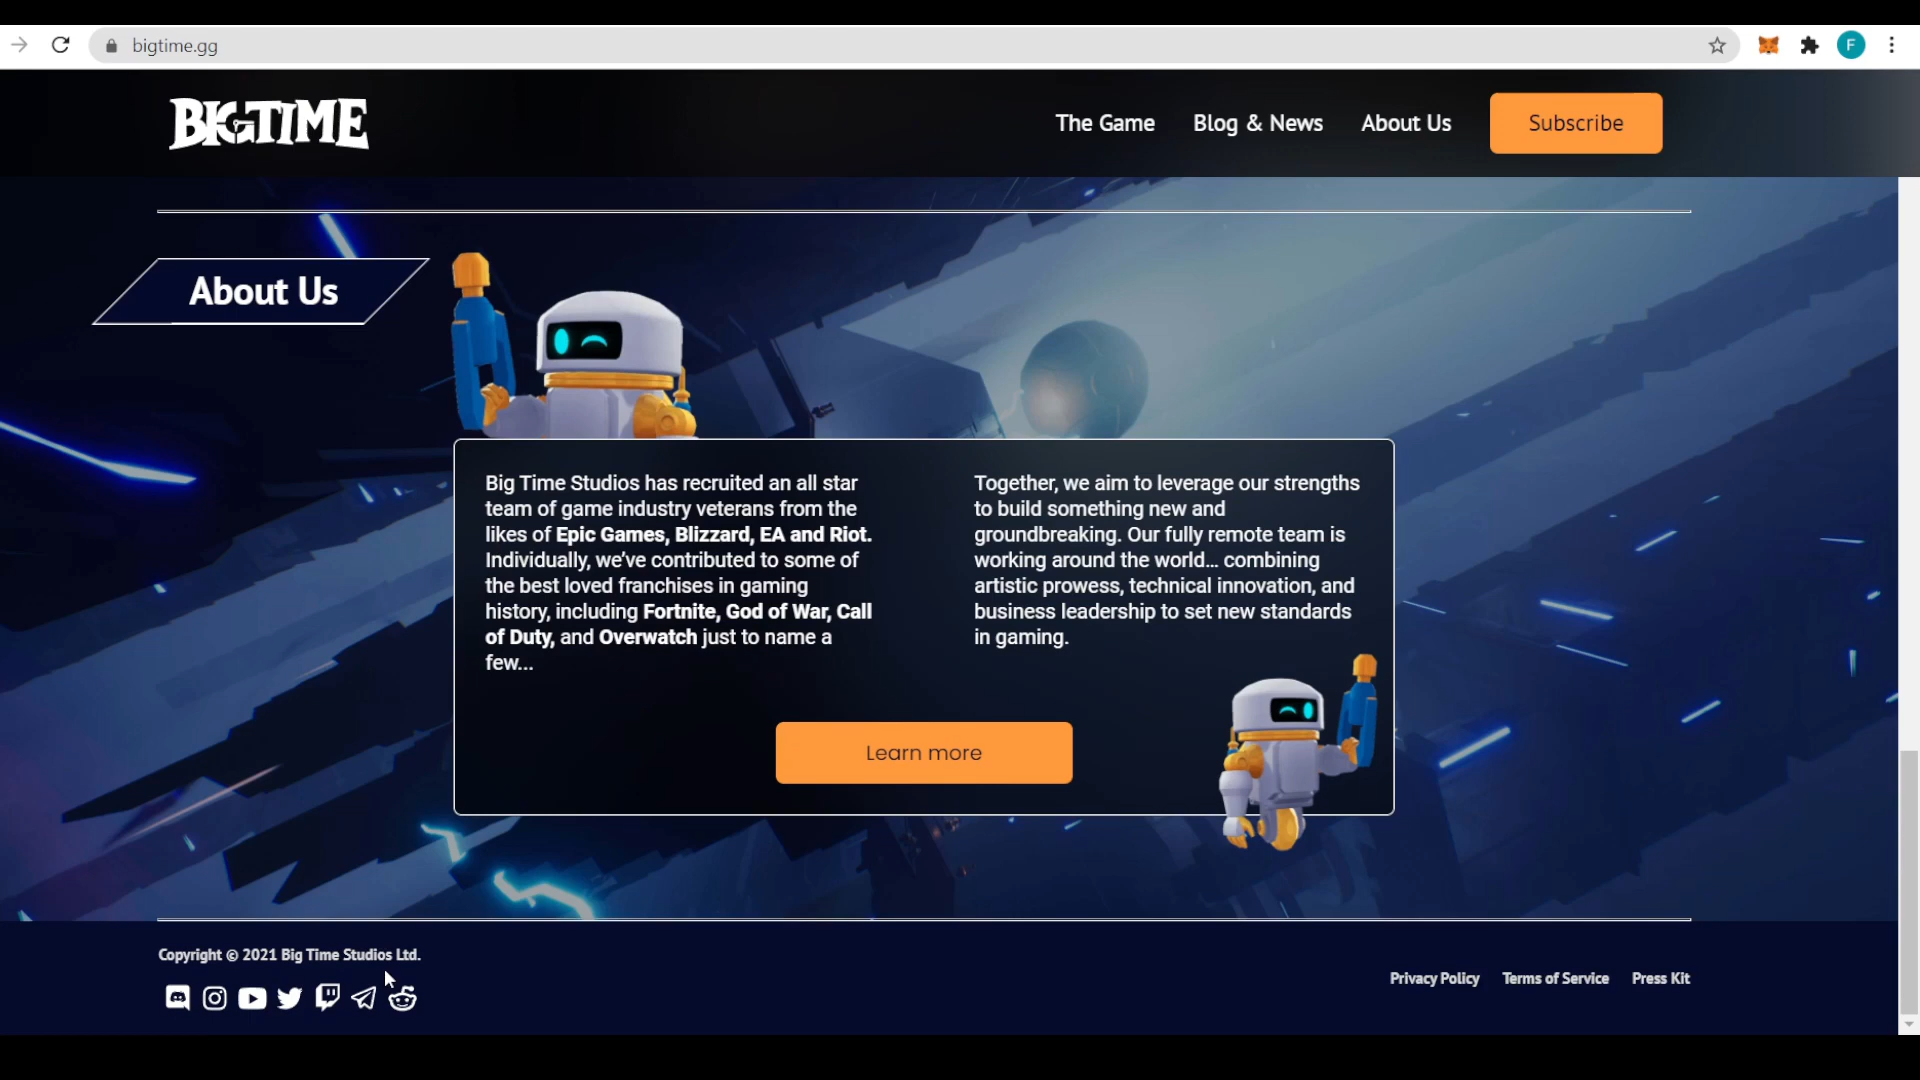 bigtime.gg
F
BIGTIME
The Game
Blog & News
About Us
Subscribe
About Us
Big Time Studios has recruited an all star
team of game industry veterans from the
likes of Epic Games, Blizzard, EA and Riot.
Individually, we've contributed to some of
the best loved franchises in gaming
history, including Fortnite, God of War, Call
of Duty, and Overwatch just to name a
few...
Together, we aim to leverage our strengths
to build something new and
groundbreaking. Our fully remote team is
working around the world... combining
artistic prowess, technical innovation, and
business leadership to set new standards
in gaming.
Learn more
Copyright © 2021 Big Time Studios Ltd.
Privacy Policy
Terms of Service
Press Kit